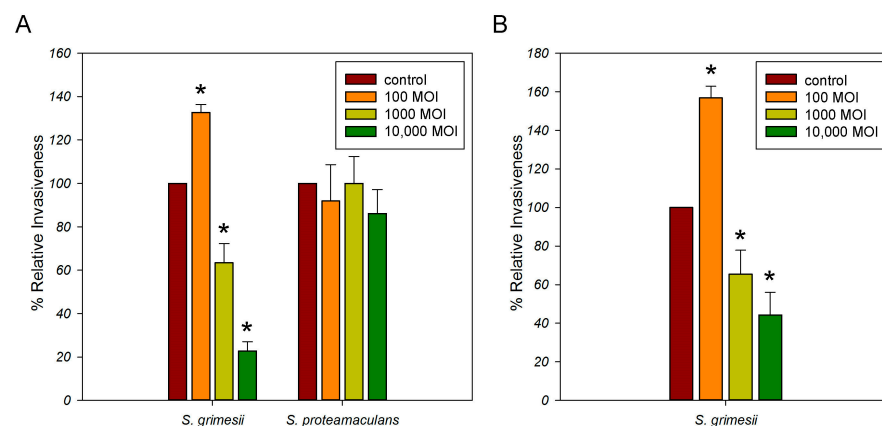 A
% Relative Invasiveness
160
140
120
100
80
60
40
20
0
*
*
*
control
100 MOI
1000 MOI
10,000 MOI
S. grimesii
S. proteamaculans
B
% Relative Invasiveness
180
160
140
120
100
80
60
40
20
0
*
*
*
control
100 MOI
1000 MOI
10,000 MOI
S. grimesii